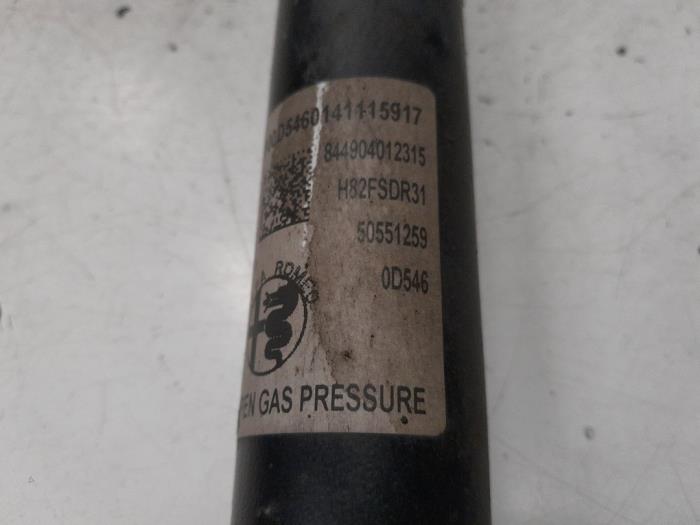 0D5460141115917
844904012315
H82FSDR31
50551259
0D546
A ROMEO
GAS PRESSURE